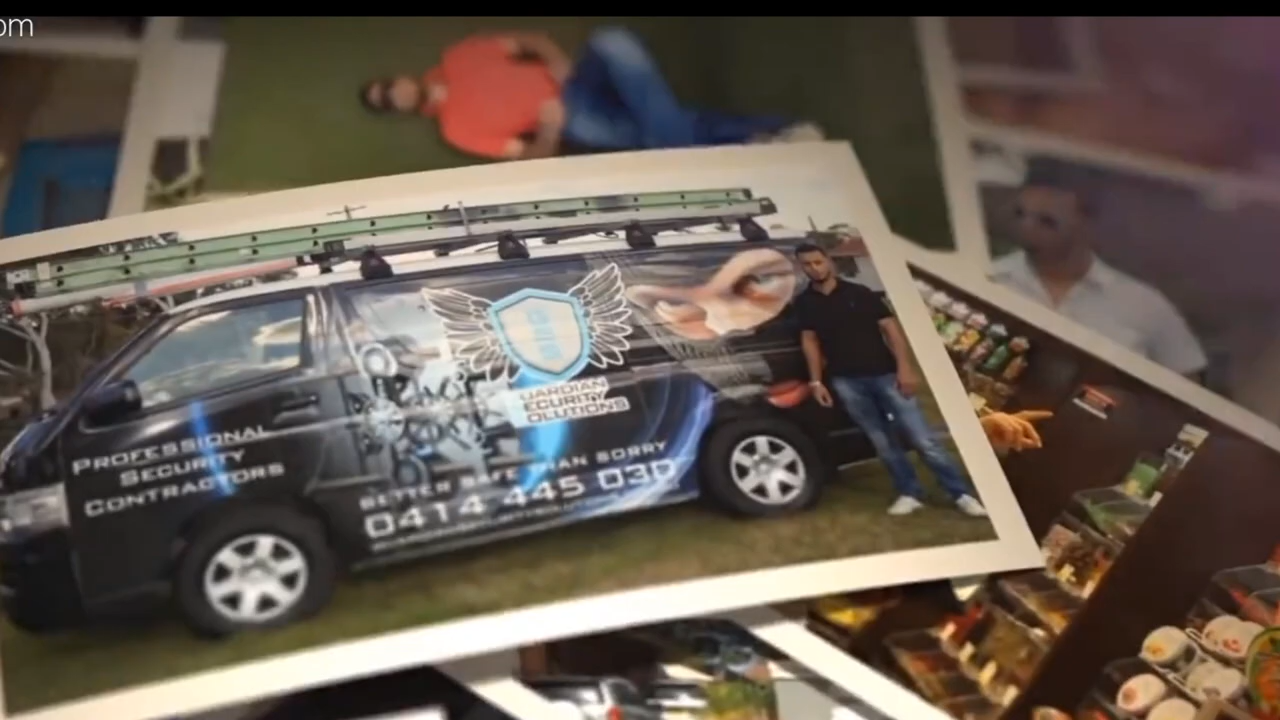 om
PROFESSIONAL
SECURITY
CONTRACTORS
UARDIAN
ECURITY
OLUTIONS
BETTER SAFE THAN SORRY
0414 445 030